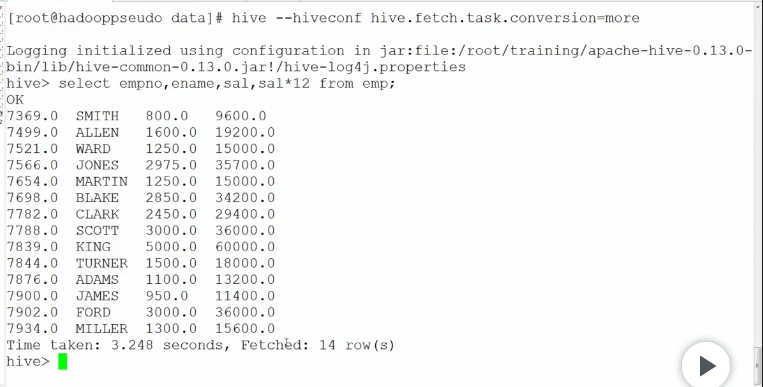 [root@hadooppseudo data]# hive --hiveconf hive.fetch.task.conversion=more
Logging initialized using configuration in jar:file:/root/training/apache-hive-0.13.0-
bin/lib/hive-common-0.13.0.jar!/hive-log4j.properties
hive> select empno,ename,sal,sal*12 from emp;
OK
7369.0  SMITH   800.0   9600.0
7499.0  ALLEN   1600.0  19200.0
7521.0  WARD    1250.0  15000.0
7566.0  JONES   2975.0  35700.0
7654.0  MARTIN  1250.0  15000.0
7698.0  BLAKE   2850.0  34200.0
7782.0  CLARK   2450.0  29400.0
7788.0  SCOTT   3000.0  36000.0
7839.0  KING    5000.0  60000.0
7844.0  TURNER  1500.0  18000.0
7876.0  ADAMS   1100.0  13200.0
7900.0  JAMES   950.0   11400.0
7902.0  FORD    3000.0  36000.0
7934.0  MILLER  1300.0  15600.0
Time taken: 3.248 seconds, Fetched: 14 row(s)
hive>